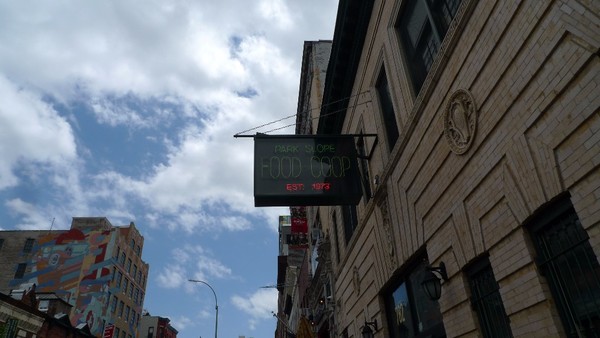 PARK SLOPE
FOOD COOP
EST. 1973